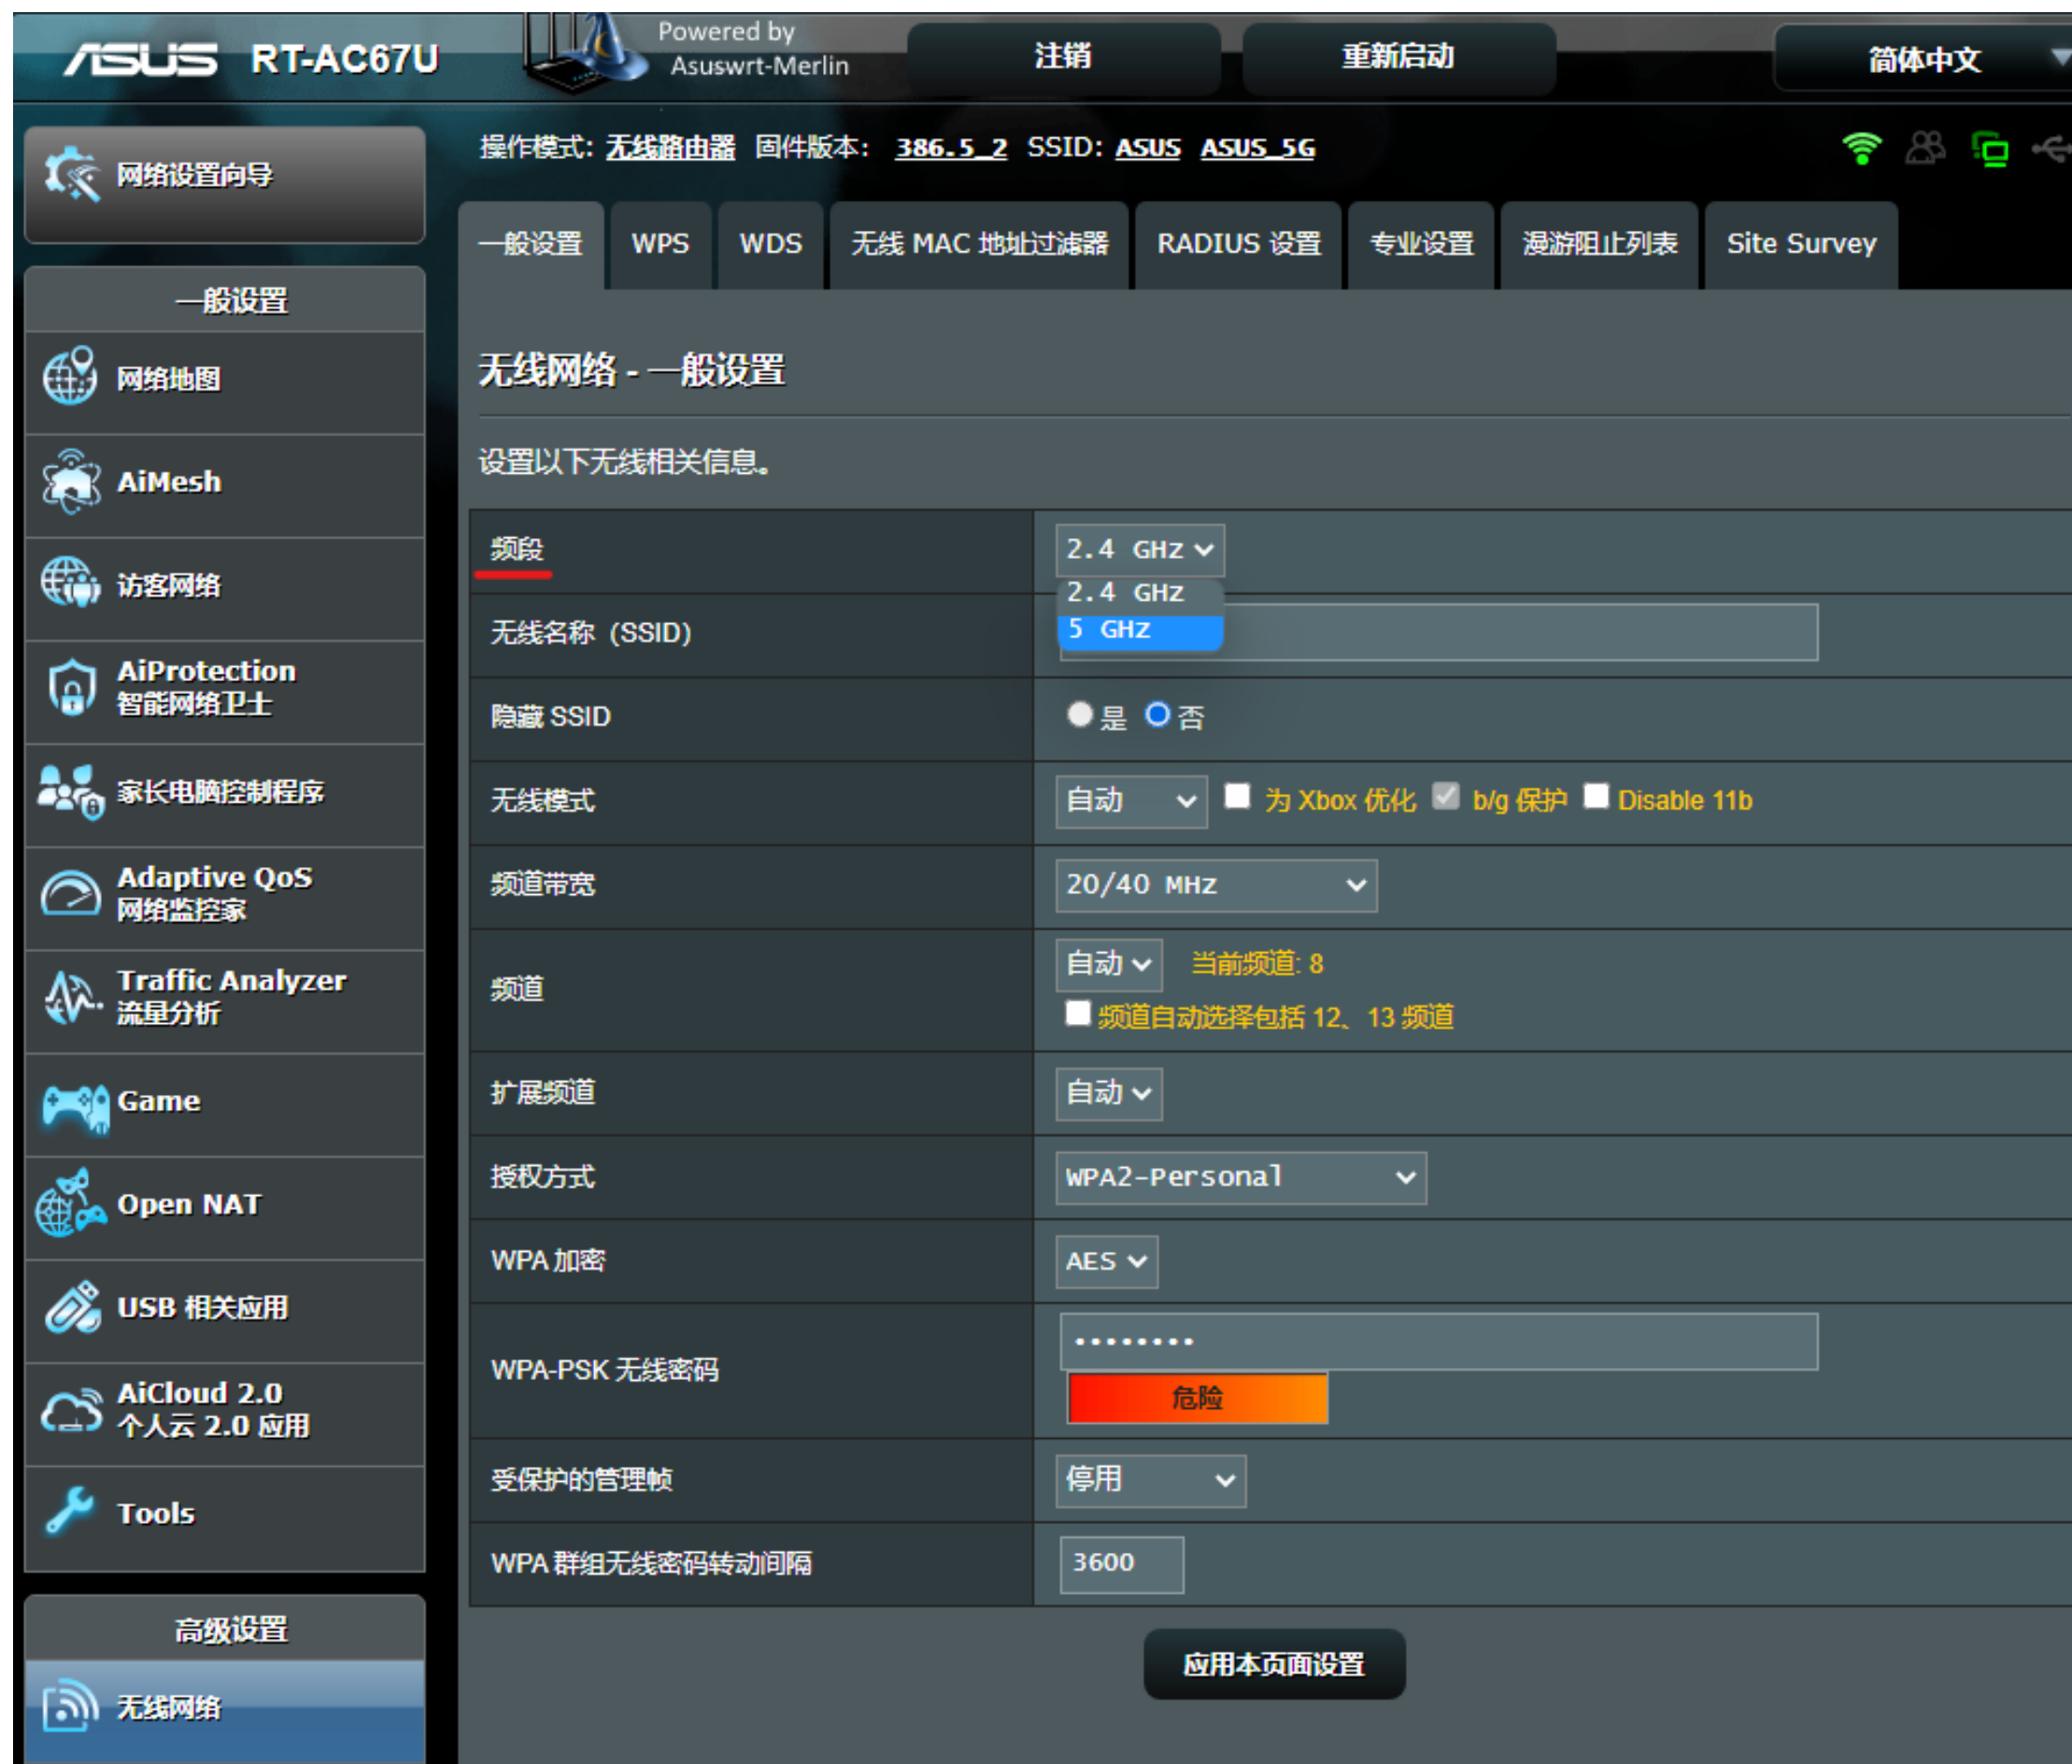 ASUS RT-AC67U
Powered by
Asuswrt-Merlin
注销
重新启动
简体中文
操作模式: 无线路由器 固件版本: 386.5_2 SSID: ASUS ASUS_5G
网络设置向导
一般设置 WPS WDS 无线 MAC 地址过滤器 RADIUS 设置 专业设置 漫游阻止列表 Site Survey
一般设置
网络地图
AiMesh
访客网络
AiProtection
智能网络卫士
家长电脑控制程序
Adaptive QoS
网络监控家
Traffic Analyzer
流量分析
Game
Open NAT
USB 相关应用
AiCloud 2.0
个人云 2.0 应用
Tools
高级设置
无线网络
无线网络 - 一般设置
设置以下无线相关信息。
频段 2.4 GHz
2.4 GHz
5 GHz
无线名称 (SSID)
隐藏 SSID 是 否
无线模式 自动 为 Xbox 优化 b/g 保护 Disable 11b
频道带宽 20/40 MHz
频道 自动 当前频道: 8
频道自动选择包括 12、13 频道
扩展频道 自动
授权方式 WPA2-Personal
WPA 加密 AES
WPA-PSK 无线密码 ••••••••
危险
受保护的管理帧 停用
WPA 群组无线密码转动间隔 3600
应用本页面设置